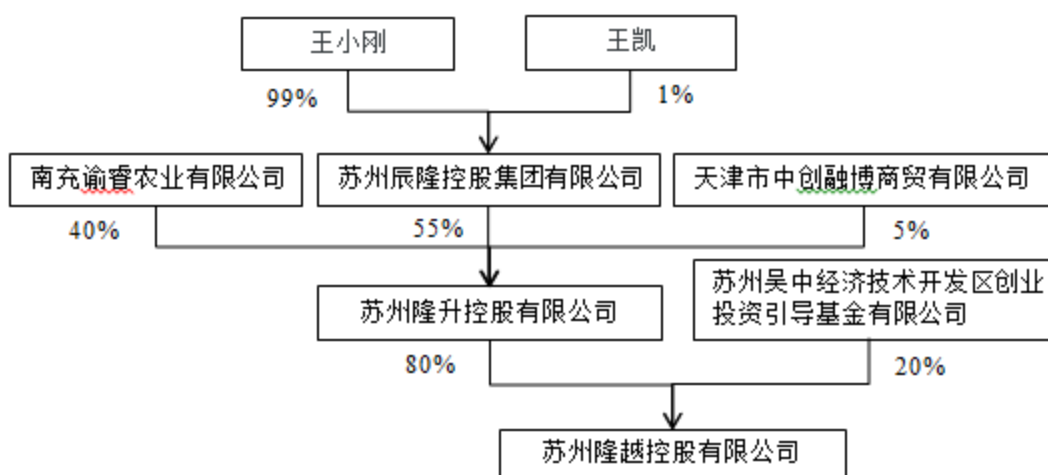 王小刚
王凯
99%
1%
南充谕睿农业有限公司
苏州辰隆控股集团有限公司
天津市中创融博商贸有限公司
40%
55%
5%
苏州隆升控股有限公司
苏州吴中经济技术开发区创业
投资引导基金有限公司
80%
20%
苏州隆越控股有限公司